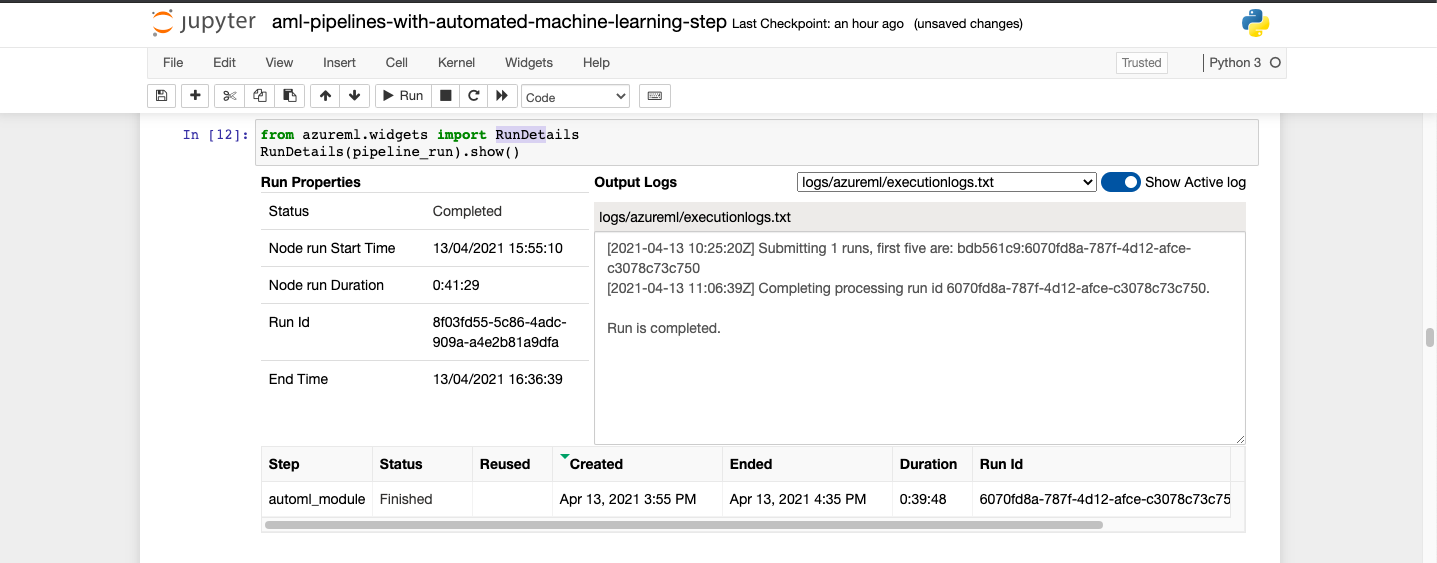 jupyter aml-pipelines-with-automated-machine-learning-step Last Checkpoint: an hour ago (unsaved changes)
File Edit View Insert Cell Kernel Widgets Help Trusted Python 3
Run Code
In [12]: from azureml.widgets import RunDetails
RunDetails(pipeline_run).show()
Run Properties
Status Completed
Node run Start Time 13/04/2021 15:55:10
Node run Duration 0:41:29
Run Id 8f03fd55-5c86-4adc-
909a-a4e2b81a9dfa
End Time 13/04/2021 16:36:39
Output Logs logs/azureml/executionlogs.txt Show Active log
logs/azureml/executionlogs.txt
[2021-04-13 10:25:20Z] Submitting 1 runs, first five are: bdb561c9:6070fd8a-787f-4d12-afce-
c3078c73c750
[2021-04-13 11:06:39Z] Completing processing run id 6070fd8a-787f-4d12-afce-c3078c73c750.
Run is completed.
Step Status Reused Created Ended Duration Run Id
automl_module Finished Apr 13, 2021 3:55 PM Apr 13, 2021 4:35 PM 0:39:48 6070fd8a-787f-4d12-afce-c3078c73c75